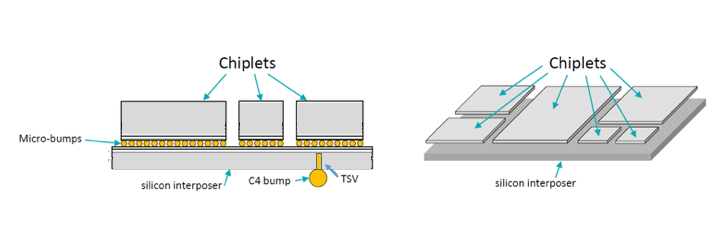 Chiplets
Micro-bumps
silicon interposer
C4 bump
TSV
Chiplets
silicon interposer